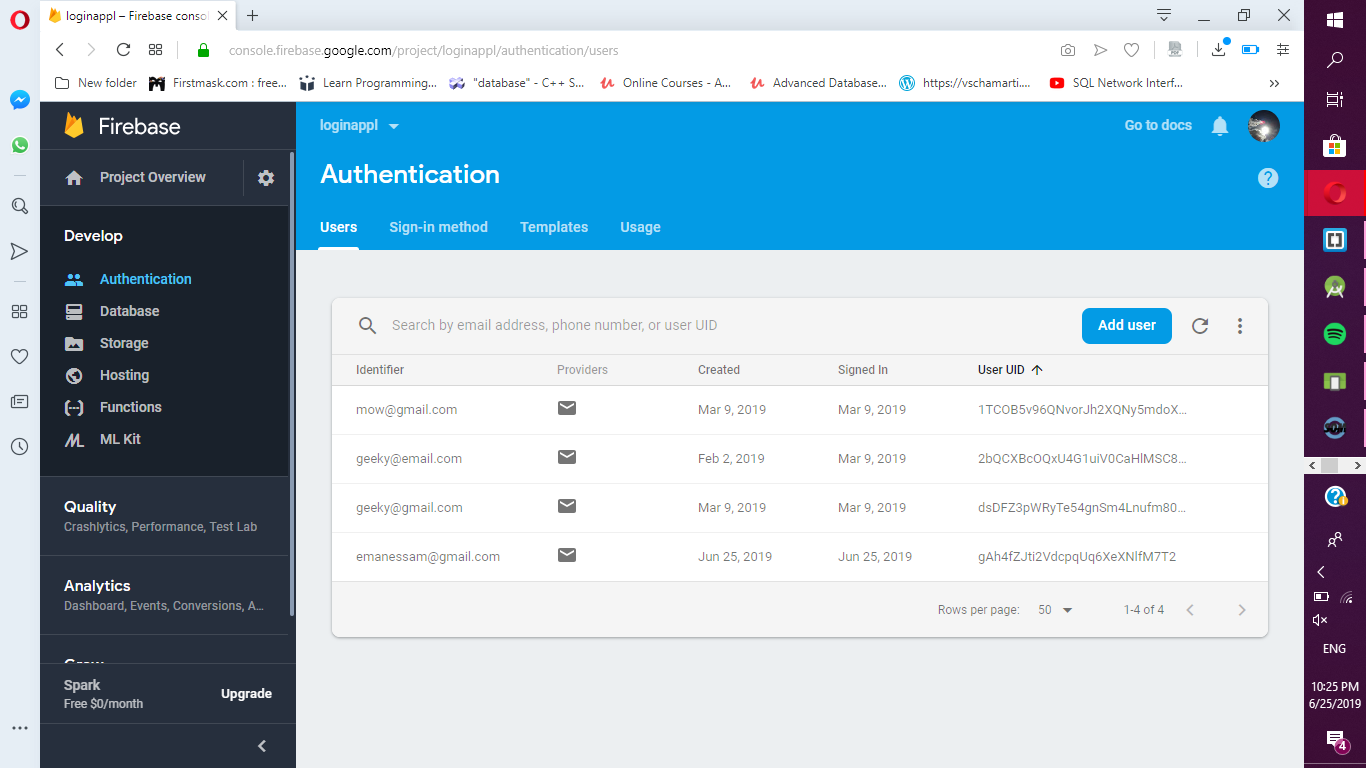 loginappl – Firebase consol
console.firebase.google.com/project/loginappl/authentication/users
New folder
Firstmask.com : free...
Learn Programming...
"database" - C++ S...
Online Courses - A...
Advanced Database...
https://vschamarti...
SQL Network Interf...
Firebase
loginappl
Go to docs
Project Overview
Authentication
Users Sign-in method Templates Usage
Develop
Authentication
Database
Storage
Hosting
Functions
ML Kit
Quality
Crashlytics, Performance, Test Lab
Analytics
Dashboard, Events, Conversions, A...
Grow
Spark
Free $0/month
Upgrade
Search by email address, phone number, or user UID
Add user
Identifier Providers Created Signed In User UID
mow@gmail.com Mar 9, 2019 Mar 9, 2019 1TCOB5v96QNvorJh2XQNy5mdoX...
geeky@email.com Feb 2, 2019 Mar 9, 2019 2bQCXBcOQxU4G1uiV0CaHlMSC8...
geeky@gmail.com Mar 9, 2019 Mar 9, 2019 dsDFZ3pWRyTe54gnSm4Lnufm80...
emanessam@gmail.com Jun 25, 2019 Jun 25, 2019 gAh4fZJti2VdcpqUq6XeXNlfM7T2
Rows per page: 50 1-4 of 4
ENG
10:25 PM
6/25/2019
4